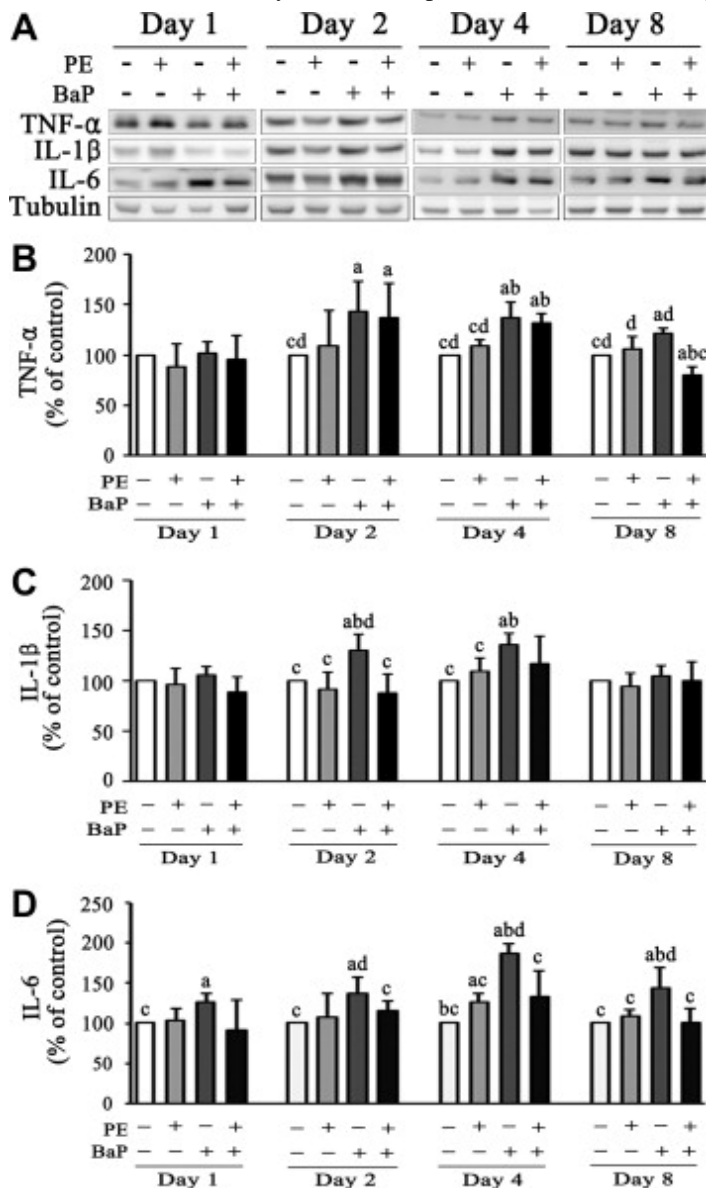 A Day 1 Day 2 Day 4 Day 8
PE - + - + - + - + - + - + - + - +
BaP - - + + - - + + - - + + - - + +
TNF-α
IL-1β
IL-6
Tubulin
B
TNF-α
(% of control)
200
150
100
50
0
a a ab ab ad
cd cd cd cd d abc
PE – + – + – + – + – + – + – + – +
BaP – – + + – – + + – – + + – – + +
Day 1 Day 2 Day 4 Day 8
C
IL-1β
(% of control)
200
150
100
50
0
abd ab
c c c c c
PE – + – + – + – + – + – + – + – +
BaP – – + + – – + + – – + + – – + +
Day 1 Day 2 Day 4 Day 8
D
IL-6
(% of control)
250
200
150
100
50
0
abd abd
c a c ad c bc ac c c c c
PE – + – + – + – + – + – + – + – +
BaP – – + + – – + + – – + + – – + +
Day 1 Day 2 Day 4 Day 8